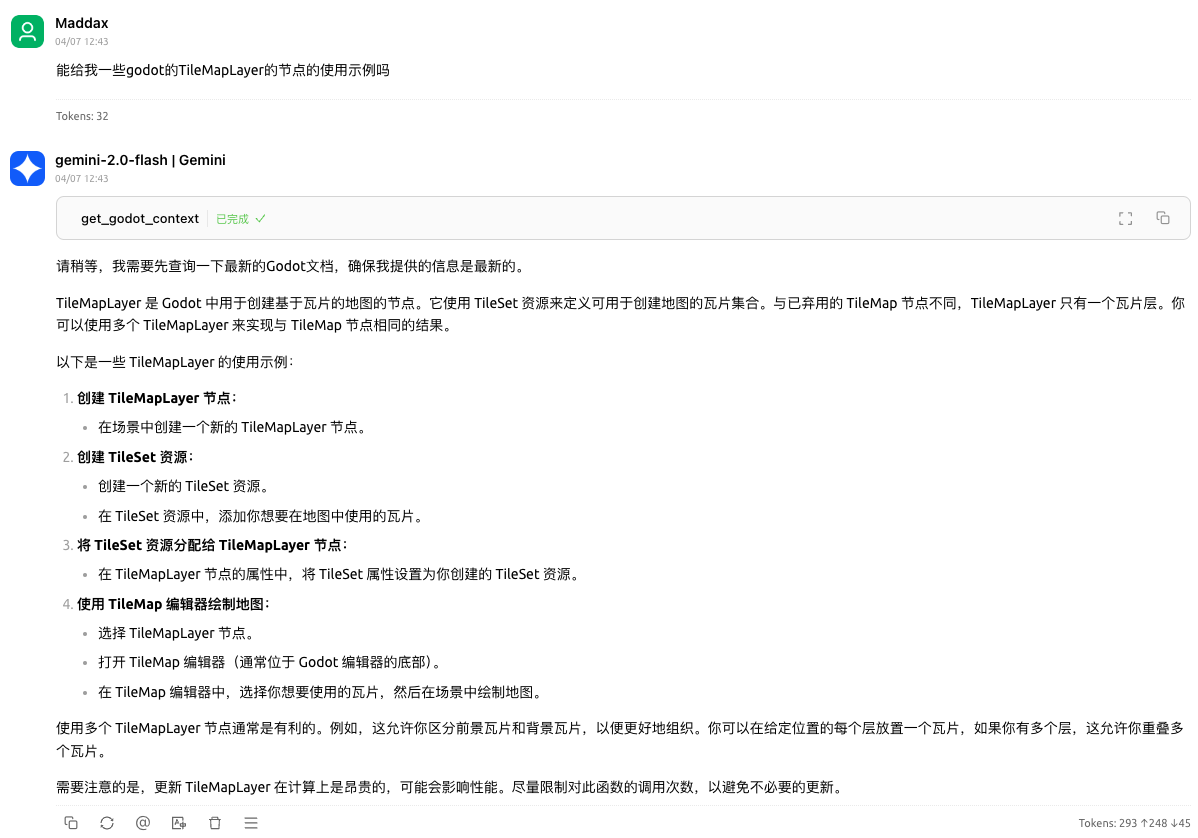 Maddax
04/07 12:43
能给我一些godot的TileMapLayer的节点的使用示例吗
Tokens: 32
gemini-2.0-flash | Gemini
04/07 12:43
get_godot_context 已完成
请稍等，我需要先查询一下最新的Godot文档，确保我提供的信息是最新的。
TileMapLayer 是 Godot 中用于创建基于瓦片的地图的节点。它使用 TileSet 资源来定义可用于创建地图的瓦片集合。与已弃用的 TileMap 节点不同，TileMapLayer 只有一个瓦片层。你
可以使用多个 TileMapLayer 来实现与 TileMap 节点相同的结果。
以下是一些 TileMapLayer 的使用示例：
1. 创建 TileMapLayer 节点：
• 在场景中创建一个新的 TileMapLayer 节点。
2. 创建 TileSet 资源：
• 创建一个新的 TileSet 资源。
• 在 TileSet 资源中，添加你想要在地图中使用的瓦片。
3. 将 TileSet 资源分配给 TileMapLayer 节点：
• 在 TileMapLayer 节点的属性中，将 TileSet 属性设置为你创建的 TileSet 资源。
4. 使用 TileMap 编辑器绘制地图：
• 选择 TileMapLayer 节点。
• 打开 TileMap 编辑器（通常位于 Godot 编辑器的底部）。
• 在 TileMap 编辑器中，选择你想要使用的瓦片，然后在场景中绘制地图。
使用多个 TileMapLayer 节点通常是有利的。例如，这允许你区分前景瓦片和背景瓦片，以便更好地组织。你可以在给定位置的每个层放置一个瓦片，如果你有多个层，这允许你重叠多
个瓦片。
需要注意的是，更新 TileMapLayer 在计算上是昂贵的，可能会影响性能。尽量限制对此函数的调用次数，以避免不必要的更新。
Tokens: 293 ↑248 ↓45